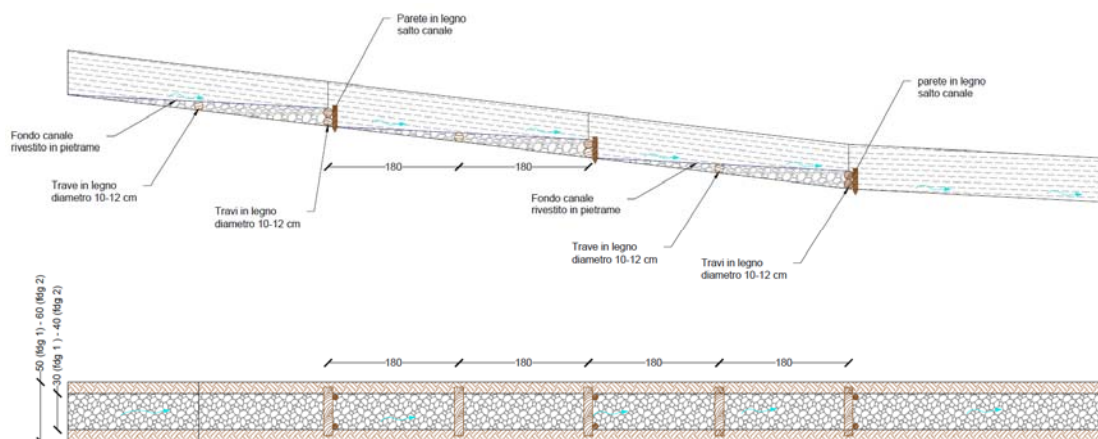 Parete in legno
salto canale
parete in legno
salto canale
Fondo canale
rivestito in pietrame
Trave in legno
diametro 10-12 cm
Travi in legno
diametro 10-12 cm
180
180
Fondo canale
rivestito in pietrame
Trave in legno
diametro 10-12 cm
Travi in legno
diametro 10-12 cm
50 (fdg 1) - 60 (fdg 2)
30 (fdg 1 ) - 40 (fdg 2)
180
180
180
180